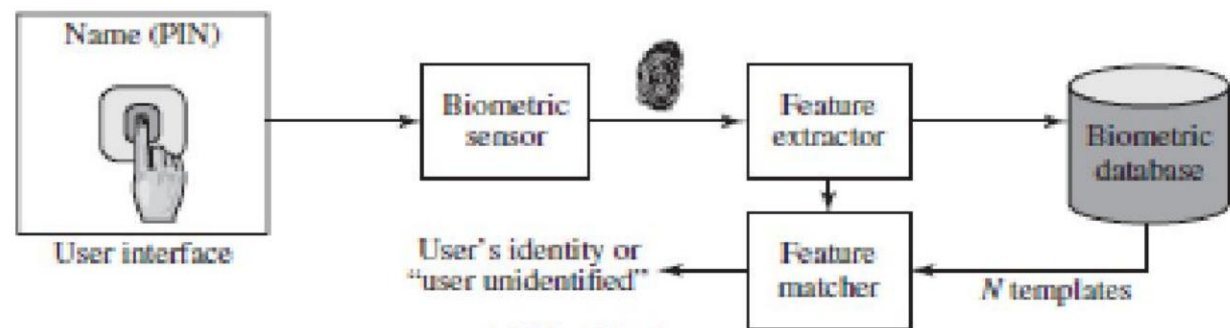 Name (PIN)
User interface
Biometric
sensor
Feature
extractor
Biometric
database
User's identity or
"user unidentified"
Feature
matcher
N templates